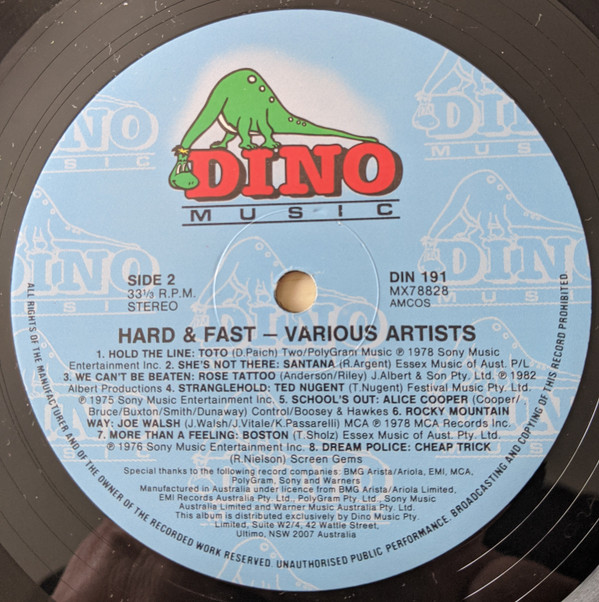 DINO
MUSIC
SIDE 2
33⅓ R.P.M.
STEREO
DIN 191
MX78828
AMCOS
HARD & FAST – VARIOUS ARTISTS
1. HOLD THE LINE: TOTO (D.Paich) Two/PolyGram Music ℗ 1978 Sony Music
Entertainment Inc. 2. SHE'S NOT THERE: SANTANA (R.Argent) Essex Music of Aust. P/L
3. WE CAN'T BE BEATEN: ROSE TATTOO (Anderson/Riley) J.Albert & Son Pty. Ltd. ℗ 1982
Albert Productions 4. STRANGLEHOLD: TED NUGENT (T.Nugent) Festival Music Pty. Ltd.
℗ 1975 Sony Music Entertainment Inc. 5. SCHOOL'S OUT: ALICE COOPER (Cooper/
Bruce/Buxton/Smith/Dunaway) Control/Boosey & Hawkes 6. ROCKY MOUNTAIN
WAY: JOE WALSH (J.Walsh/J.Vitale/K.Passarelli) MCA ℗ 1978 MCA Records Inc.
7. MORE THAN A FEELING: BOSTON (T.Sholz) Essex Music of Aust. Pty. Ltd.
℗ 1976 Sony Music Entertainment Inc. 8. DREAM POLICE: CHEAP TRICK
(R.Nielson) Screen Gems
Special thanks to the following record companies: BMG Arista/Ariola, EMI, MCA,
PolyGram, Sony and Warners
Manufactured in Australia under licence from BMG Arista/Ariola Limited,
EMI Records Australia Pty. Ltd., PolyGram Pty. Ltd., Sony Music
Australia Limited and Warner Music Australia Pty. Ltd.
This album is distributed exclusively by Dino Music Pty.
Limited, Suite W2/4, 42 Wattle Street,
Ultimo, NSW 2007 Australia
ALL RIGHTS OF THE MANUFACTURER AND OF THE OWNER OF THE RECORDED WORK RESERVED. UNAUTHORISED PUBLIC PERFORMANCE, BROADCASTING AND COPYING OF THIS RECORD PROHIBITED.
DINO
MUSIC
DINO
MUSIC
DINO
DINO
MUSIC